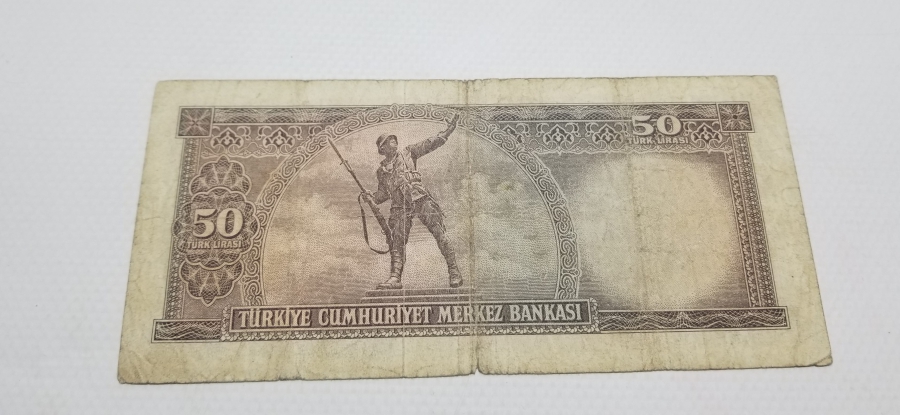 50
TÜRK LİRASI
50
TÜRK LİRASI
TÜRKİYE CUMHURİYET MERKEZ BANKASI